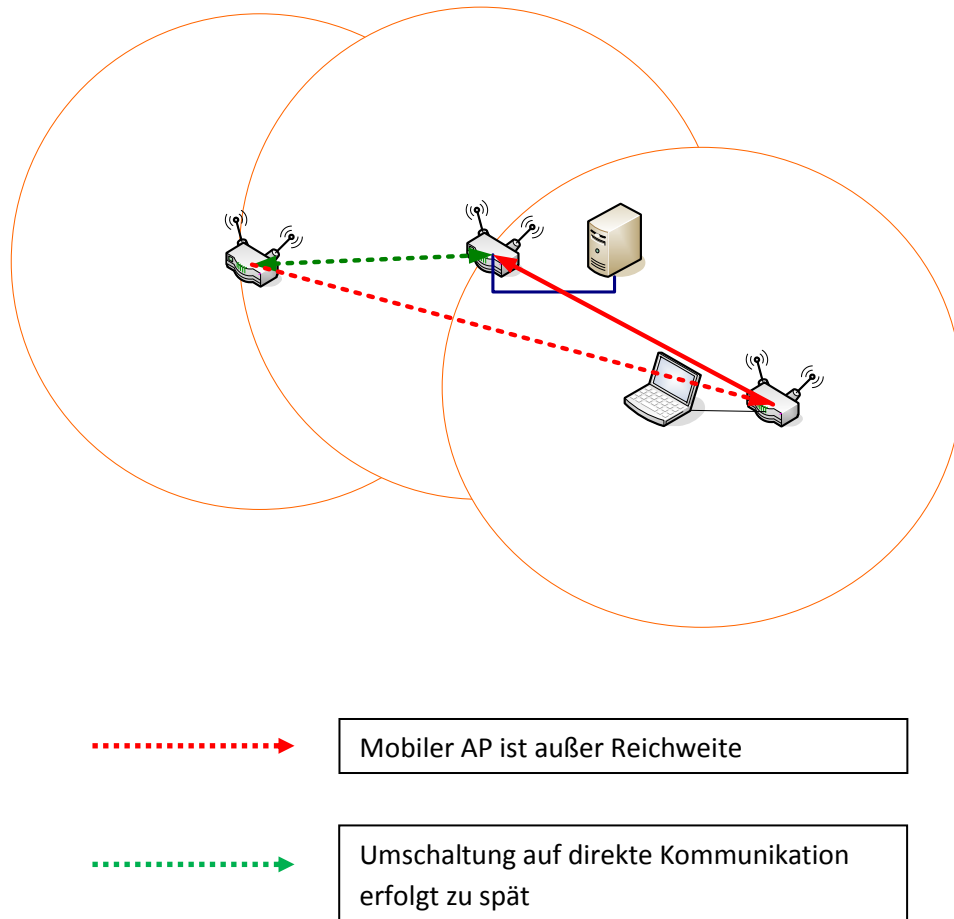 Mobiler AP ist außer Reichweite
Umschaltung auf direkte Kommunikation
erfolgt zu spät